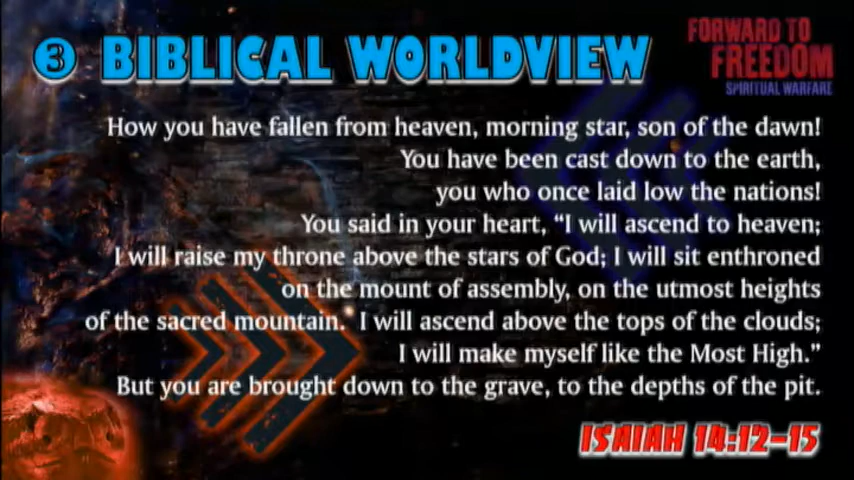 ③ BIBLICAL WORLDVIEW
FORWARD TO
FREEDOM
SPIRITUAL WARFARE
How you have fallen from heaven, morning star, son of the dawn!
You have been cast down to the earth,
you who once laid low the nations!
You said in your heart, “I will ascend to heaven;
I will raise my throne above the stars of God; I will sit enthroned
on the mount of assembly, on the utmost heights
of the sacred mountain. I will ascend above the tops of the clouds;
I will make myself like the Most High.”
But you are brought down to the grave, to the depths of the pit.
ISAIAH 14:12-15